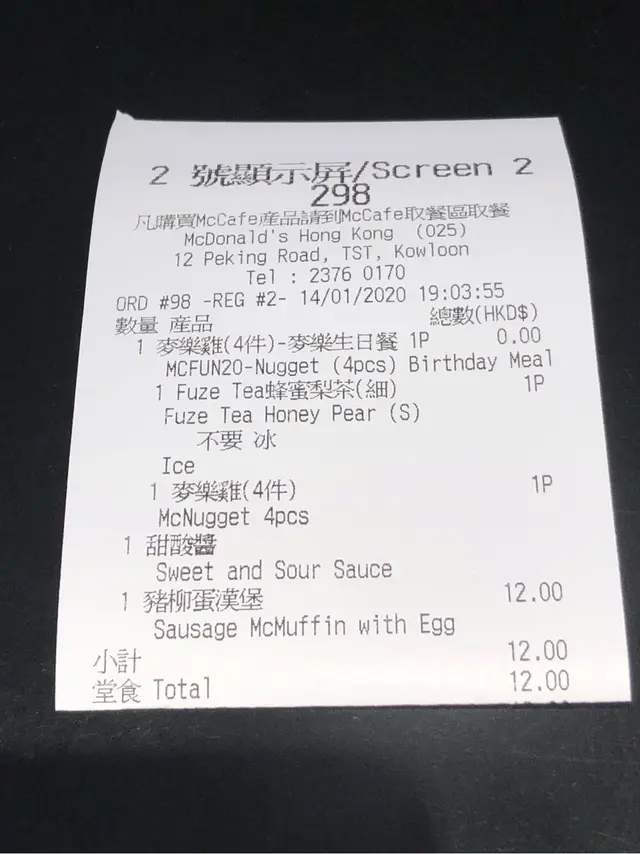 2 號顯示屏/Screen 2
298
凡購買McCafe產品請到McCafe取餐區取餐
McDonald's Hong Kong (025)
12 Peking Road, TST, Kowloon
Tel : 2376 0170
ORD #98 -REG #2- 14/01/2020 19:03:55
數量 產品 總數(HKD$)
1 麥樂雞(4件)-麥樂生日餐 1P 0.00
MCFUN20-Nugget (4pcs) Birthday Meal
1 Fuze Tea蜂蜜梨茶(細) 1P
Fuze Tea Honey Pear (S)
不要 冰
Ice
1 麥樂雞(4件) 1P
McNugget 4pcs
1 甜酸醬
Sweet and Sour Sauce
1 豬柳蛋漢堡 12.00
Sausage McMuffin with Egg
小計 12.00
堂食 Total 12.00